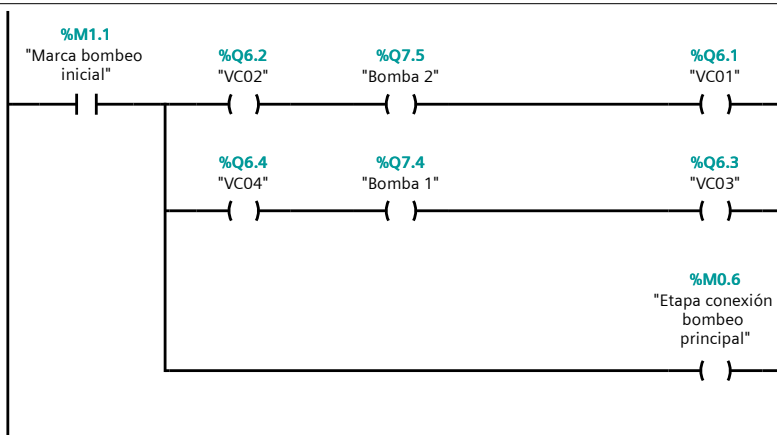 %M1.1
"Marca bombeo
inicial"
%Q6.2
"VC02"
%Q7.5
"Bomba 2"
%Q6.1
"VC01"
%Q6.4
"VC04"
%Q7.4
"Bomba 1"
%Q6.3
"VC03"
%M0.6
"Etapa conexión
bombeo
principal"